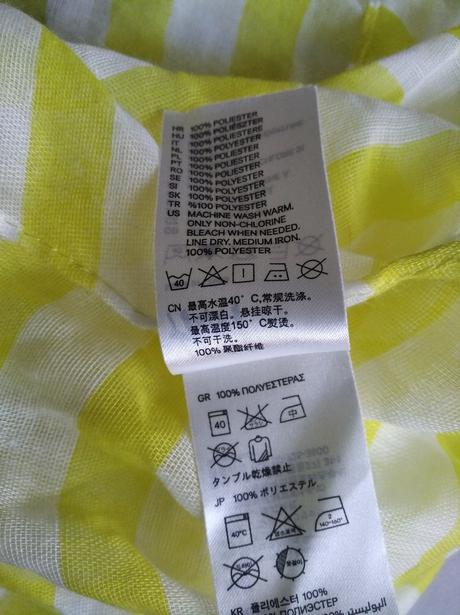 HR 100% POLIESTER
HU 100% POLIÉSZTER
IT 100% POLIESTERE
NL 100% POLYESTER
PL 100% POLIESTER
PT 100% POLIÉSTER
RO 100% POLIESTER
SE 100% POLYESTER
SI 100% POLIESTER
SK 100% POLYESTER
TR %100 POLYESTER
US MACHINE WASH WARM.
ONLY NON-CHLORINE
BLEACH WHEN NEEDED.
LINE DRY, MEDIUM IRON.
100% POLYESTER
40
CN 最高水温40°C,常规洗涤。
不可漂白。悬挂晾干。
最高温度150°C熨烫。
不可干洗。
100% 聚酯纤维
GR 100% ΠΟΛΥΕΣΤΕΡΑΣ
40 中
タンブル乾燥禁止
JP 100% ポリエステル
40℃ 2 140~160℃
KR 폴리에스터 100%
البوليستير 100%
100% ПОЛИЭСТЕР